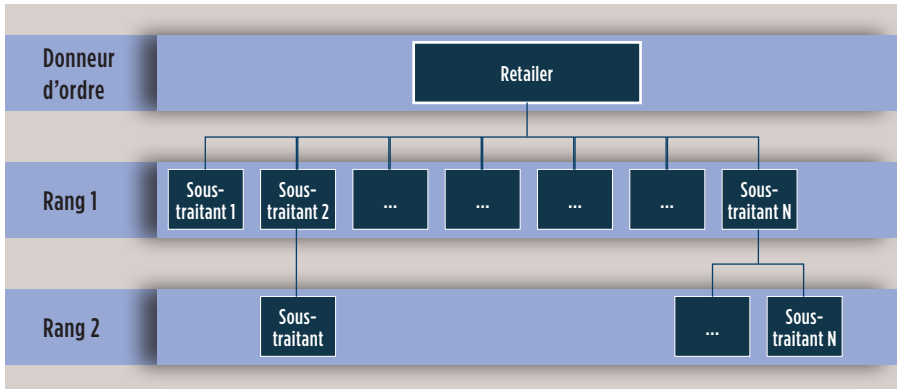 Donneur
d'ordre
Retailer
Rang 1
Sous-
traitant 1
Sous-
traitant 2
...
...
...
...
Sous-
traitant N
Rang 2
Sous-
traitant
...
Sous-
traitant N